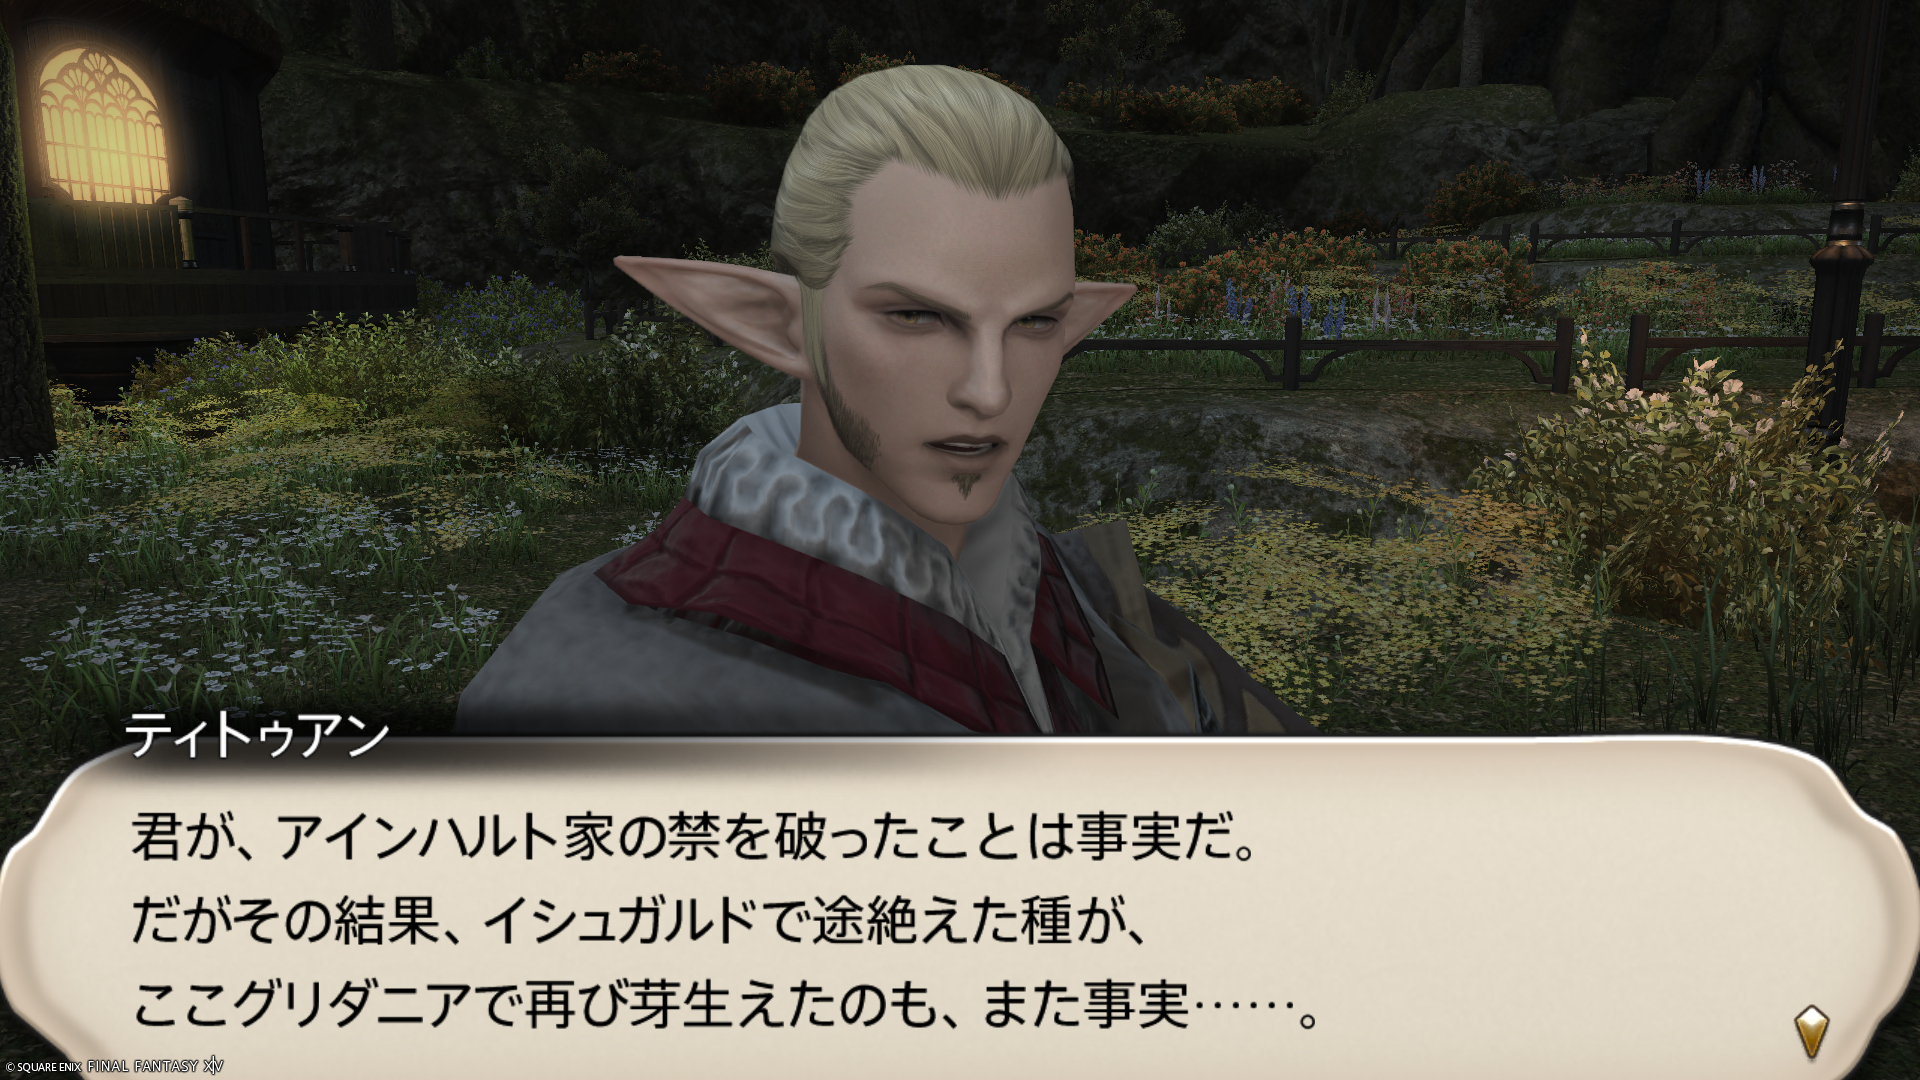 ティトゥアン
君が、アインハルト家の禁を破ったことは事実だ。
だがその結果、イシュガルドで途絶えた種が、
ここグリダニアで再び芽生えたのも、また事実……。
© SQUARE ENIX FINAL FANTASY XIV